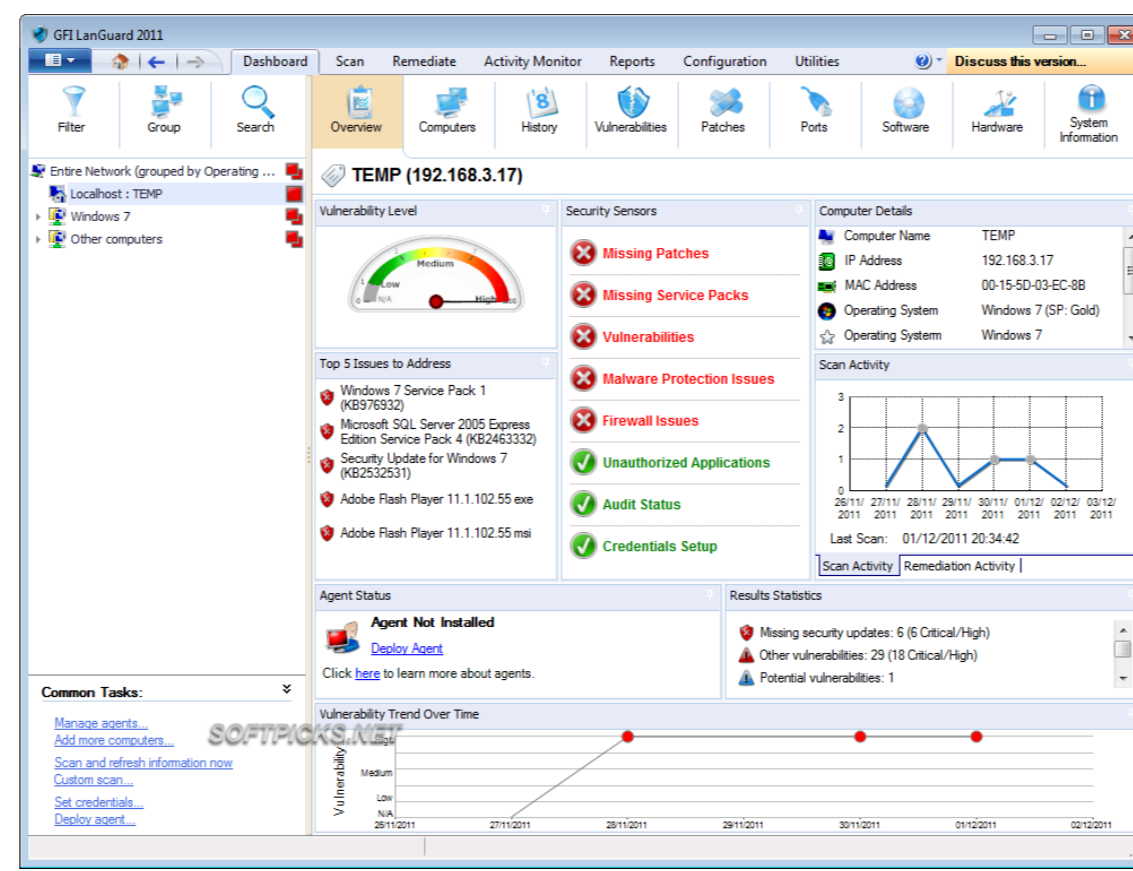 GFI LanGuard 2011
Dashboard Scan Remediate Activity Monitor Reports Configuration Utilities Discuss this version...
Filter Group Search Overview Computers History Vulnerabilities Patches Ports Software Hardware System Information
Entire Network (grouped by Operating ...
Localhost : TEMP
Windows 7
Other computers
TEMP (192.168.3.17)
Vulnerability Level
Medium
Low
N/A
High
Top 5 Issues to Address
Windows 7 Service Pack 1
(KB976932)
Microsoft SQL Server 2005 Express
Edition Service Pack 4 (KB2463332)
Security Update for Windows 7
(KB2532531)
Adobe Flash Player 11.1.102.55 exe
Adobe Flash Player 11.1.102.55 msi
Security Sensors
Missing Patches
Missing Service Packs
Vulnerabilities
Malware Protection Issues
Firewall Issues
Unauthorized Applications
Audit Status
Credentials Setup
Computer Details
Computer Name TEMP
IP Address 192.168.3.17
MAC Address 00-15-5D-03-EC-8B
Operating System Windows 7 (SP: Gold)
Operating System Windows 7
Scan Activity
3
2
1
0
26/11/ 27/11/ 28/11/ 29/11/ 30/11/ 01/12/ 02/12/ 03/12/
2011 2011 2011 2011 2011 2011 2011 2011
Last Scan: 01/12/2011 20:34:42
Scan Activity Remediation Activity
Agent Status
Agent Not Installed
Deploy Agent
Click here to learn more about agents.
Results Statistics
Missing security updates: 6 (6 Critical/High)
Other vulnerabilities: 29 (18 Critical/High)
Potential vulnerabilities: 1
Common Tasks:
Manage agents...
Add more computers...
Scan and refresh information now
Custom scan...
Set credentials...
Deploy agent...
SOFTPICKS.NET
Vulnerability Trend Over Time
Vulnerability
Medium
Low
N/A
26/11/2011 27/11/2011 28/11/2011 29/11/2011 30/11/2011 01/12/2011 02/12/2011